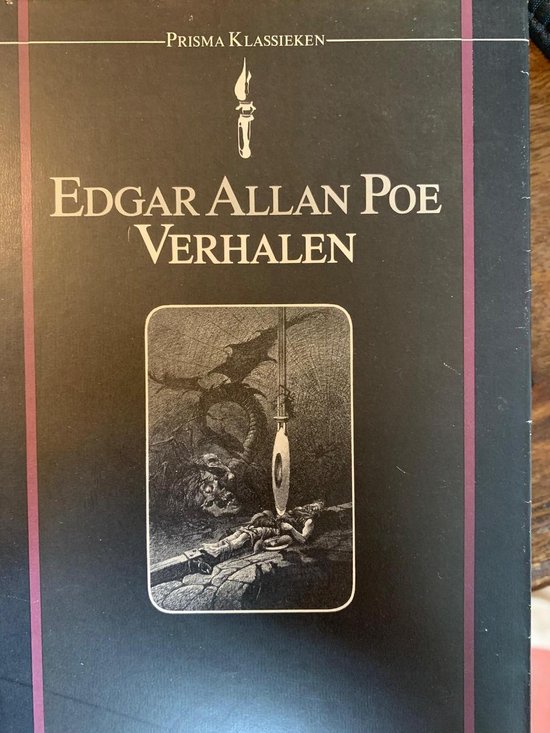 PRISMA KLASSIEKEN
EDGAR ALLAN POE
VERHALEN